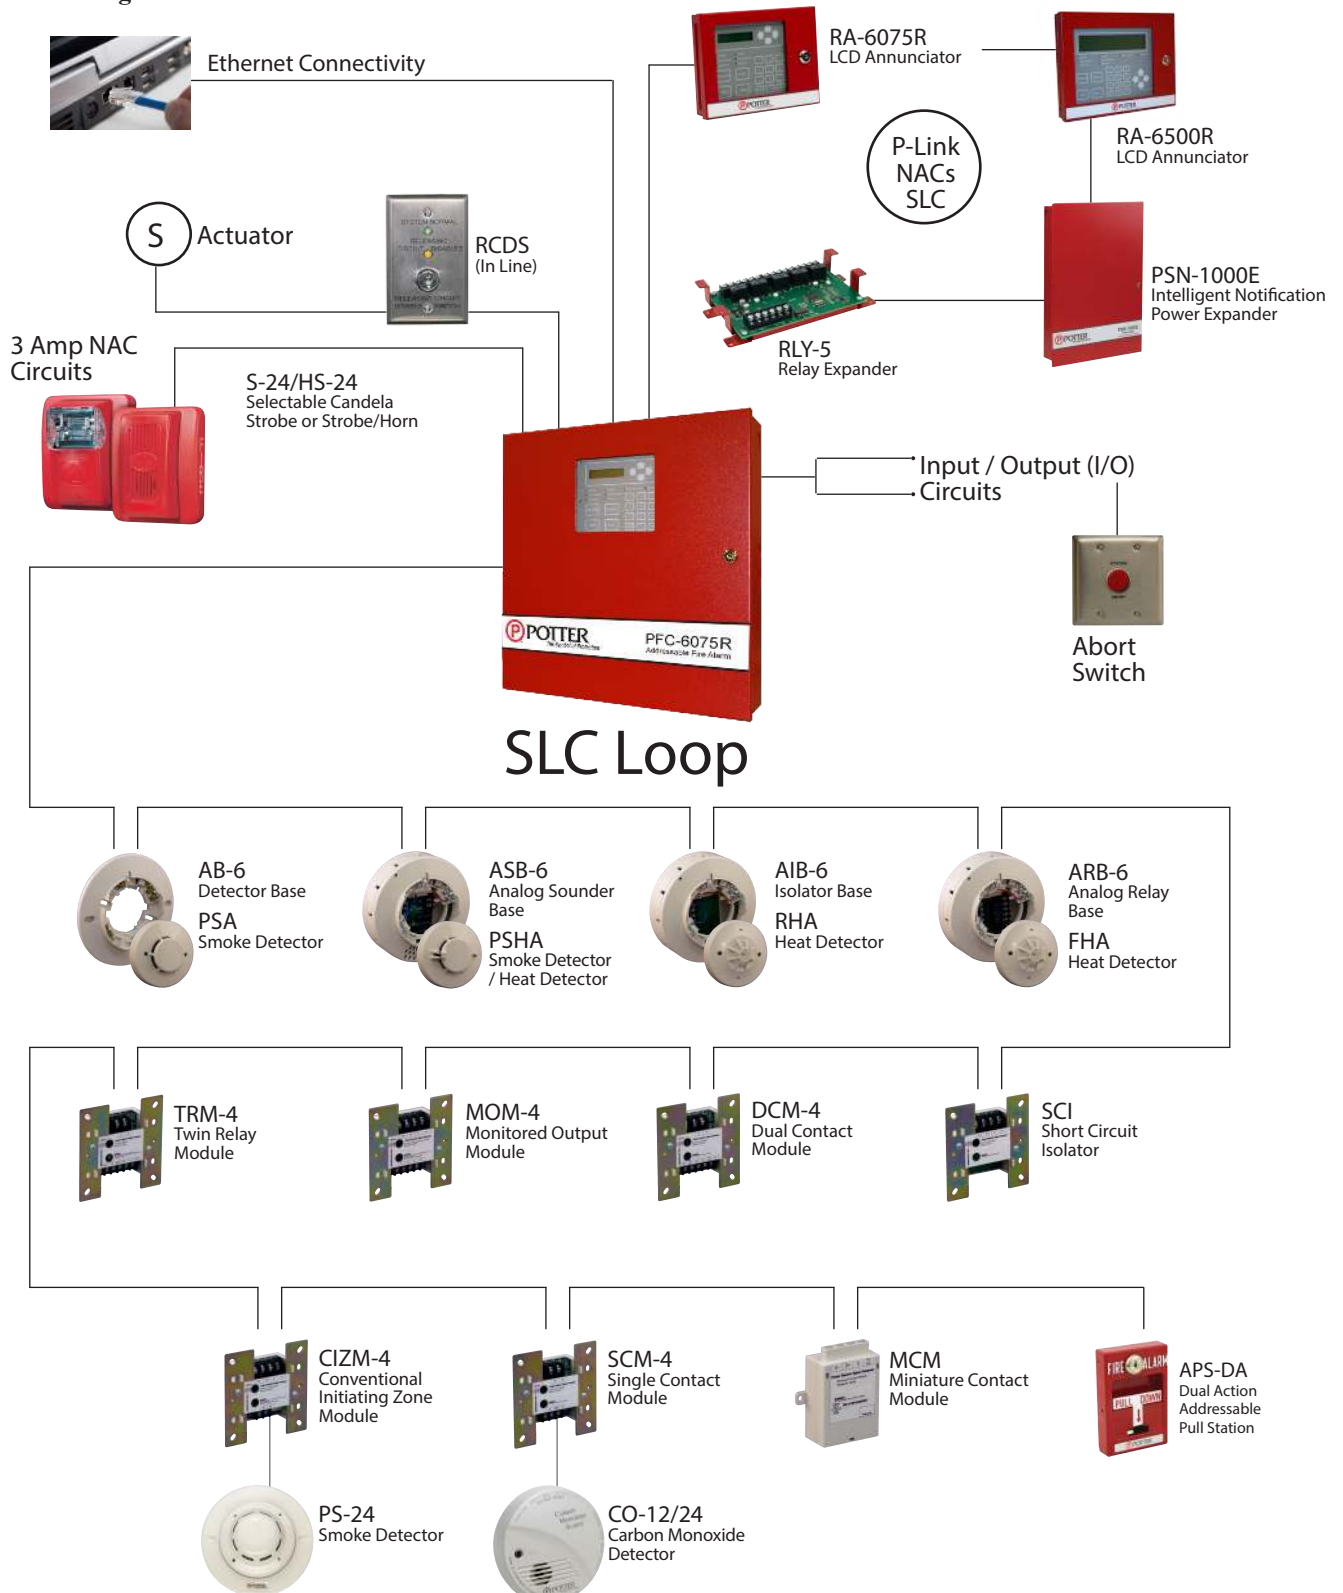 Ethernet Connectivity
RA-6075R
LCD Annunciator
RA-6500R
LCD Annunciator
P-Link
NACs
SLC
S
Actuator
SYSTEM NORMAL
RCDS
(In Line)
PSN-1000E
Intelligent Notification
Power Expander
RLY-5
Relay Expander
3 Amp NAC
Circuits
S-24/HS-24
Selectable Candela
Strobe or Strobe/Horn
Input / Output (I/O)
Circuits
POTTER
PFC-6075R
Addressable Fire Alarm
Abort
Switch
SLC Loop
AB-6
Detector Base
PSA
Smoke Detector
ASB-6
Analog Sounder
Base
PSHA
Smoke Detector
/ Heat Detector
AIB-6
Isolator Base
RHA
Heat Detector
ARB-6
Analog Relay
Base
FHA
Heat Detector
TRM-4
Twin Relay
Module
MOM-4
Monitored Output
Module
DCM-4
Dual Contact
Module
SCI
Short Circuit
Isolator
CIZM-4
Conventional
Initiating Zone
Module
SCM-4
Single Contact
Module
MCM
Miniature Contact
Module
FIRE ALARM
PULL DOWN
APS-DA
Dual Action
Addressable
Pull Station
PS-24
Smoke Detector
CO-12/24
Carbon Monoxide
Detector